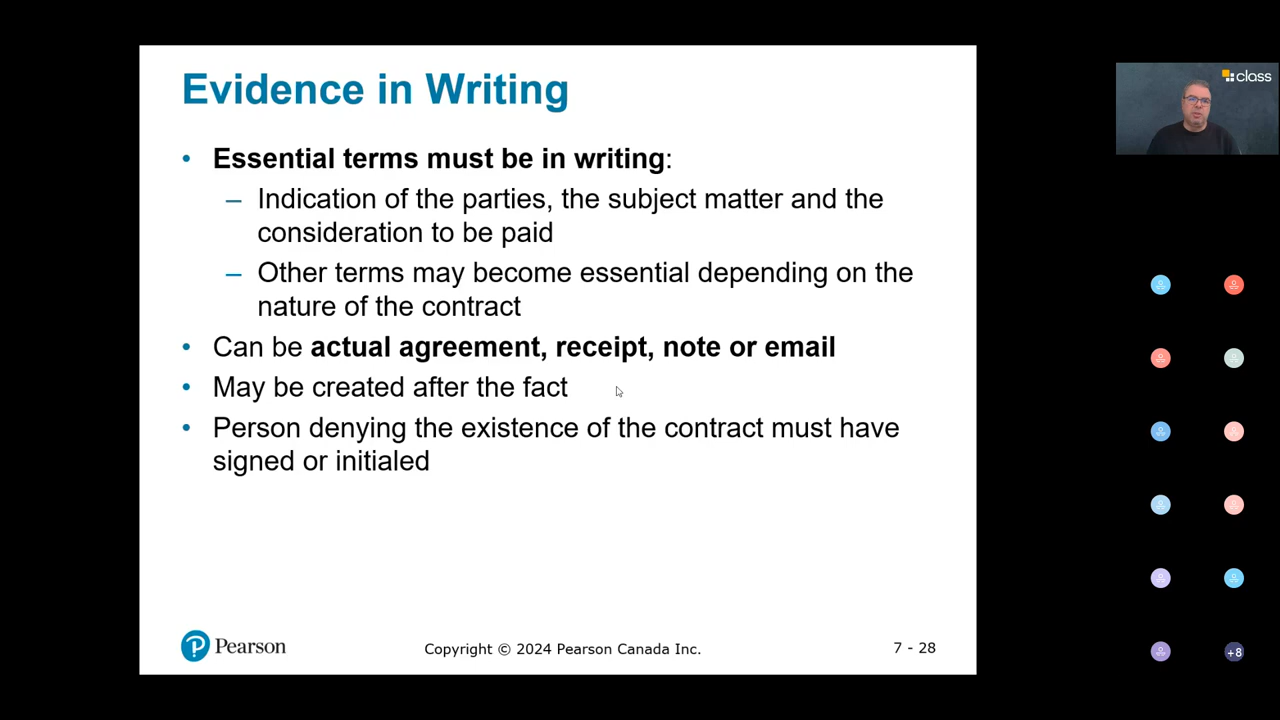 Evidence in Writing
• Essential terms must be in writing:
– Indication of the parties, the subject matter and the
consideration to be paid
– Other terms may become essential depending on the
nature of the contract
• Can be actual agreement, receipt, note or email
• May be created after the fact
• Person denying the existence of the contract must have
signed or initialed
Pearson
Copyright © 2024 Pearson Canada Inc.
7 - 28
class
+8